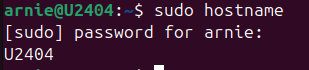 arnie@U2404:~$ sudo hostname
[sudo] password for arnie:
U2404